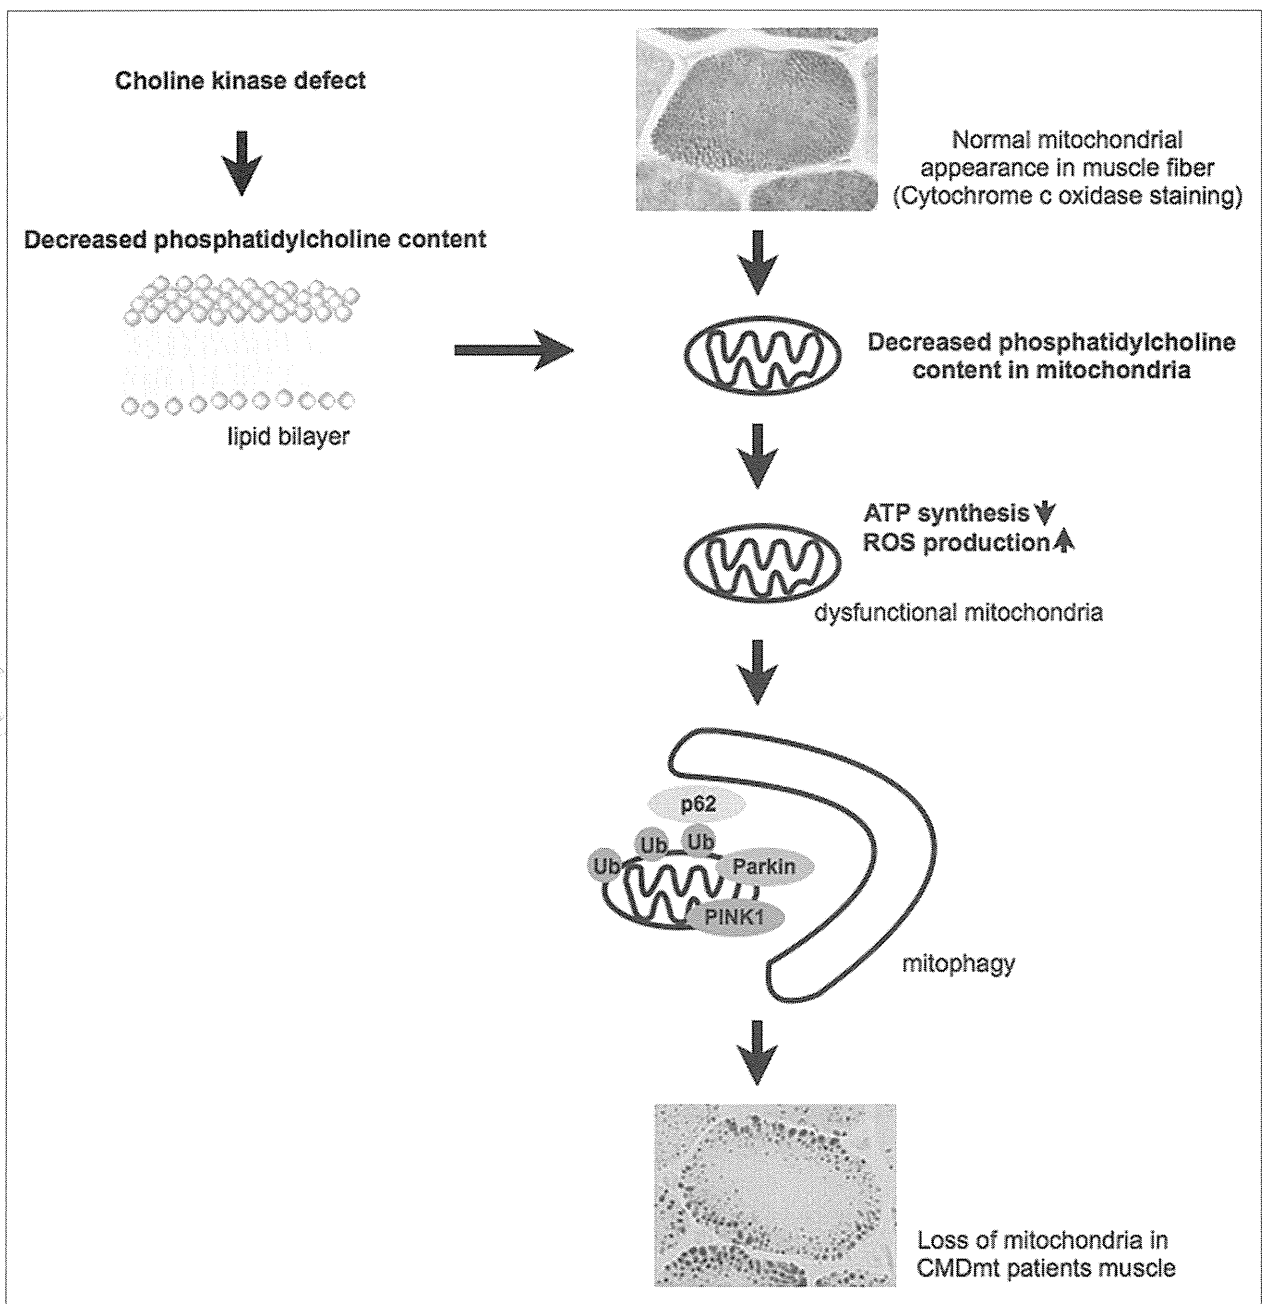 Choline kinase defect
Decreased phosphatidylcholine content
lipid bilayer
Normal mitochondrial
appearance in muscle fiber
(Cytochrome c oxidase staining)
Decreased phosphatidylcholine
content in mitochondria
ATP synthesis
ROS production
dysfunctional mitochondria
p62
Ub
Ub
Ub
Parkin
PINK1
mitophagy
Loss of mitochondria in
CMDmt patients muscle